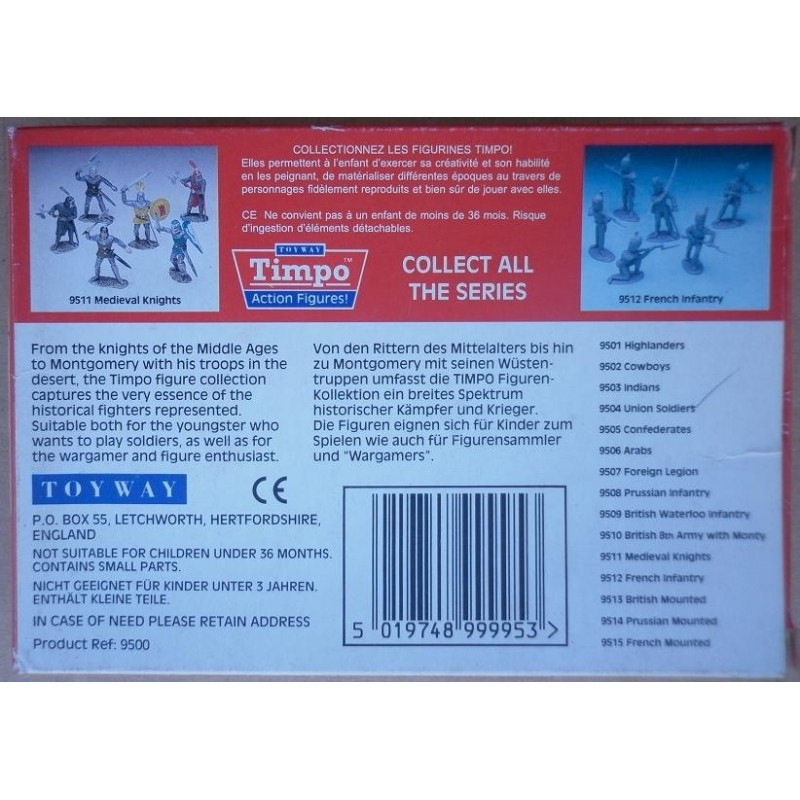 COLLECTIONNEZ LES FIGURINES TIMPO!
Elles permettent à l'enfant d'exercer sa créativité et son habilité
en les peignant, de matérialiser différentes époques au travers de
personnages fidèlement reproduits et bien sûr de jouer avec elles.
CE Ne convient pas à un enfant de moins de 36 mois. Risque
d'ingestion d'éléments détachables.
9511 Medieval Knights
TOYWAY
Timpo™
Action Figures!
COLLECT ALL
THE SERIES
9512 French Infantry
From the knights of the Middle Ages
to Montgomery with his troops in the
desert, the Timpo figure collection
captures the very essence of the
historical fighters represented.
Suitable both for the youngster who
wants to play soldiers, as well as for
the wargamer and figure enthusiast.
Von den Rittern des Mittelalters bis hin
zu Montgomery mit seinen Wüsten-
truppen umfasst die TIMPO Figuren-
Kollektion ein breites Spektrum
historischer Kämpfer und Krieger.
Die Figuren eignen sich für Kinder zum
Spielen wie auch für Figurensammler
und "Wargamers".
TOYWAY
CE
P.O. BOX 55, LETCHWORTH, HERTFORDSHIRE,
ENGLAND
NOT SUITABLE FOR CHILDREN UNDER 36 MONTHS.
CONTAINS SMALL PARTS.
NICHT GEEIGNET FÜR KINDER UNTER 3 JAHREN.
ENTHÄLT KLEINE TEILE.
IN CASE OF NEED PLEASE RETAIN ADDRESS
Product Ref: 9500
5 019748 999953 >
9501 Highlanders
9502 Cowboys
9503 Indians
9504 Union Soldiers
9505 Confederates
9506 Arabs
9507 Foreign Legion
9508 Prussian Infantry
9509 British Waterloo Infantry
9510 British 8th Army with Monty
9511 Medieval Knights
9512 French Infantry
9513 British Mounted
9514 Prussian Mounted
9515 French Mounted